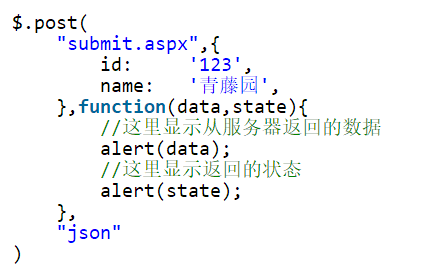 $.post(
    "submit.aspx",{
        id:     '123',
        name:   '青藤园',
    },function(data,state){
        //这里显示从服务器返回的数据
        alert(data);
        //这里显示返回的状态
        alert(state);
    },
    "json"
)